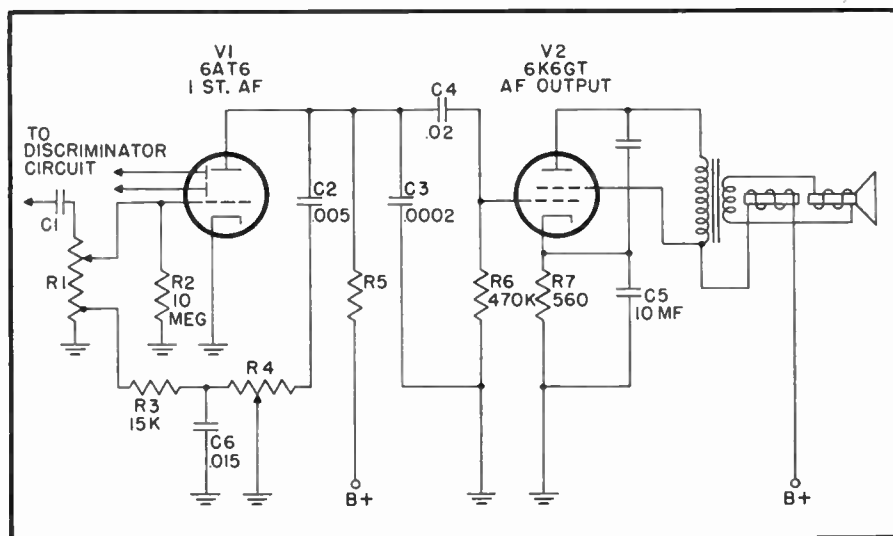 V1
6AT6
1 ST. AF
V2
6K6GT
AF OUTPUT
TO
DISCRIMINATOR
CIRCUIT
C1
R1
R2
10
MEG
R3
15K
C6
.015
R4
C2
.005
R5
B+
C3
.0002
C4
.02
R6
470K
R7
560
C5
10 MF
B+